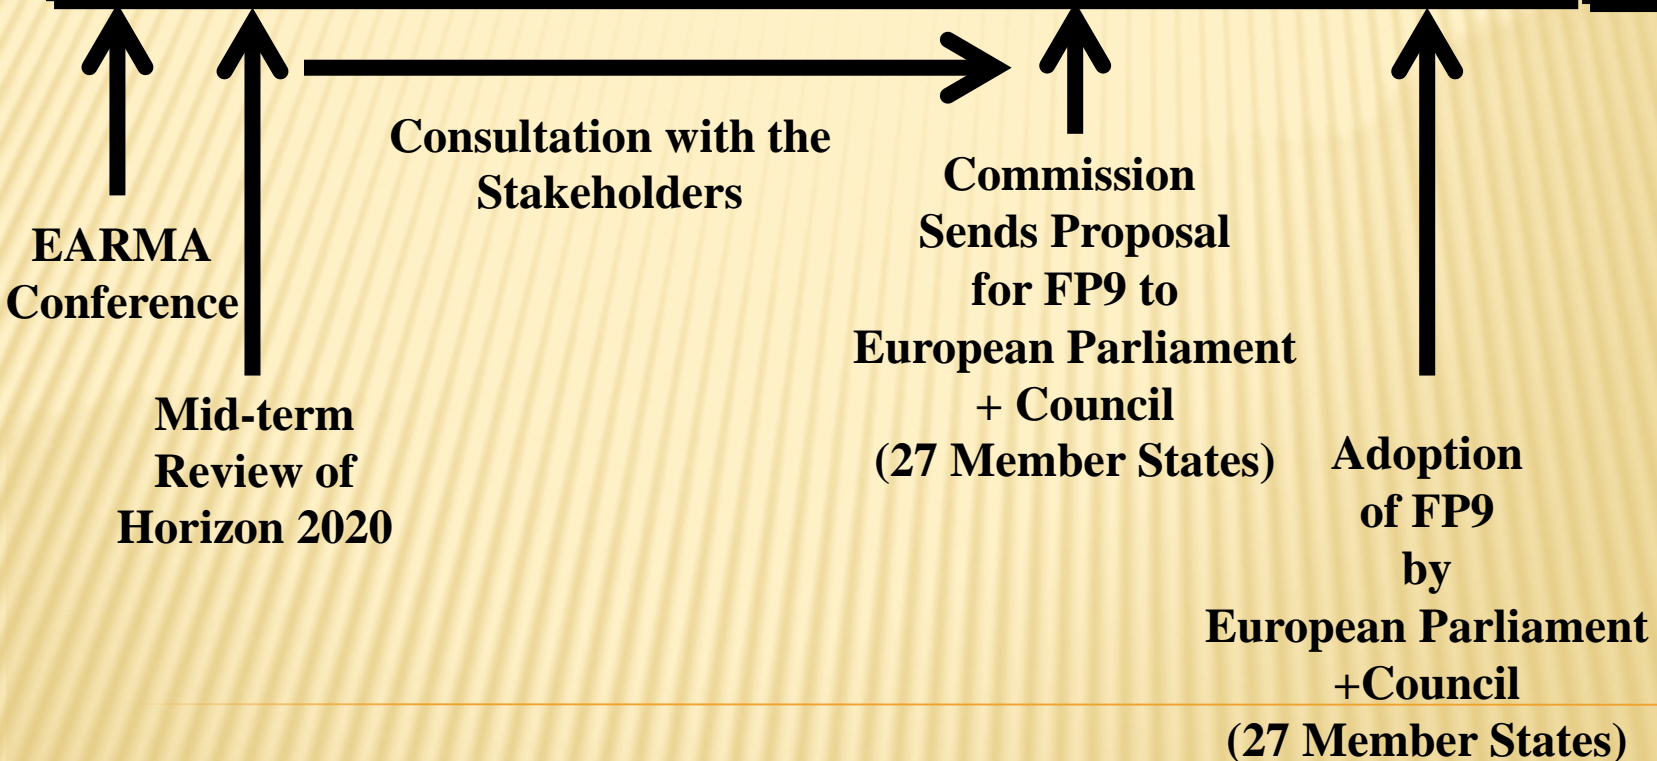 EARMA
Conference
Mid-term
Review of
Horizon 2020
Consultation with the
Stakeholders
Commission
Sends Proposal
for FP9 to
European Parliament
+ Council
(27 Member States)
Adoption
of FP9
by
European Parliament
+Council
(27 Member States)